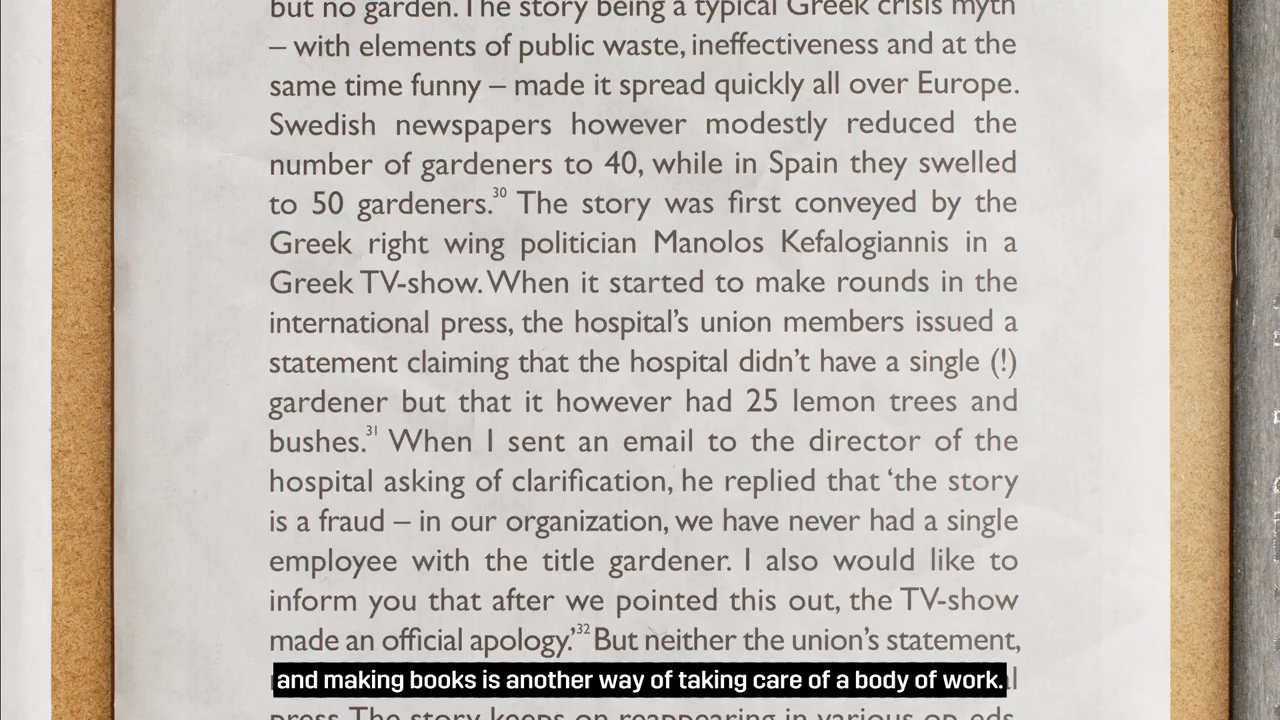 but no garden. The story being a typical Greek crisis myth
– with elements of public waste, ineffectiveness and at the
same time funny – made it spread quickly all over Europe.
Swedish newspapers however modestly reduced the
number of gardeners to 40, while in Spain they swelled
to 50 gardeners.30 The story was first conveyed by the
Greek right wing politician Manolos Kefalogiannis in a
Greek TV-show. When it started to make rounds in the
international press, the hospital’s union members issued a
statement claiming that the hospital didn’t have a single (!)
gardener but that it however had 25 lemon trees and
bushes.31 When I sent an email to the director of the
hospital asking of clarification, he replied that ‘the story
is a fraud – in our organization, we have never had a single
employee with the title gardener. I also would like to
inform you that after we pointed this out, the TV-show
made an official apology.’32 But neither the union’s statement,
and making books is another way of taking care of a body of work.
press. The story keeps on reappearing in various op-eds.